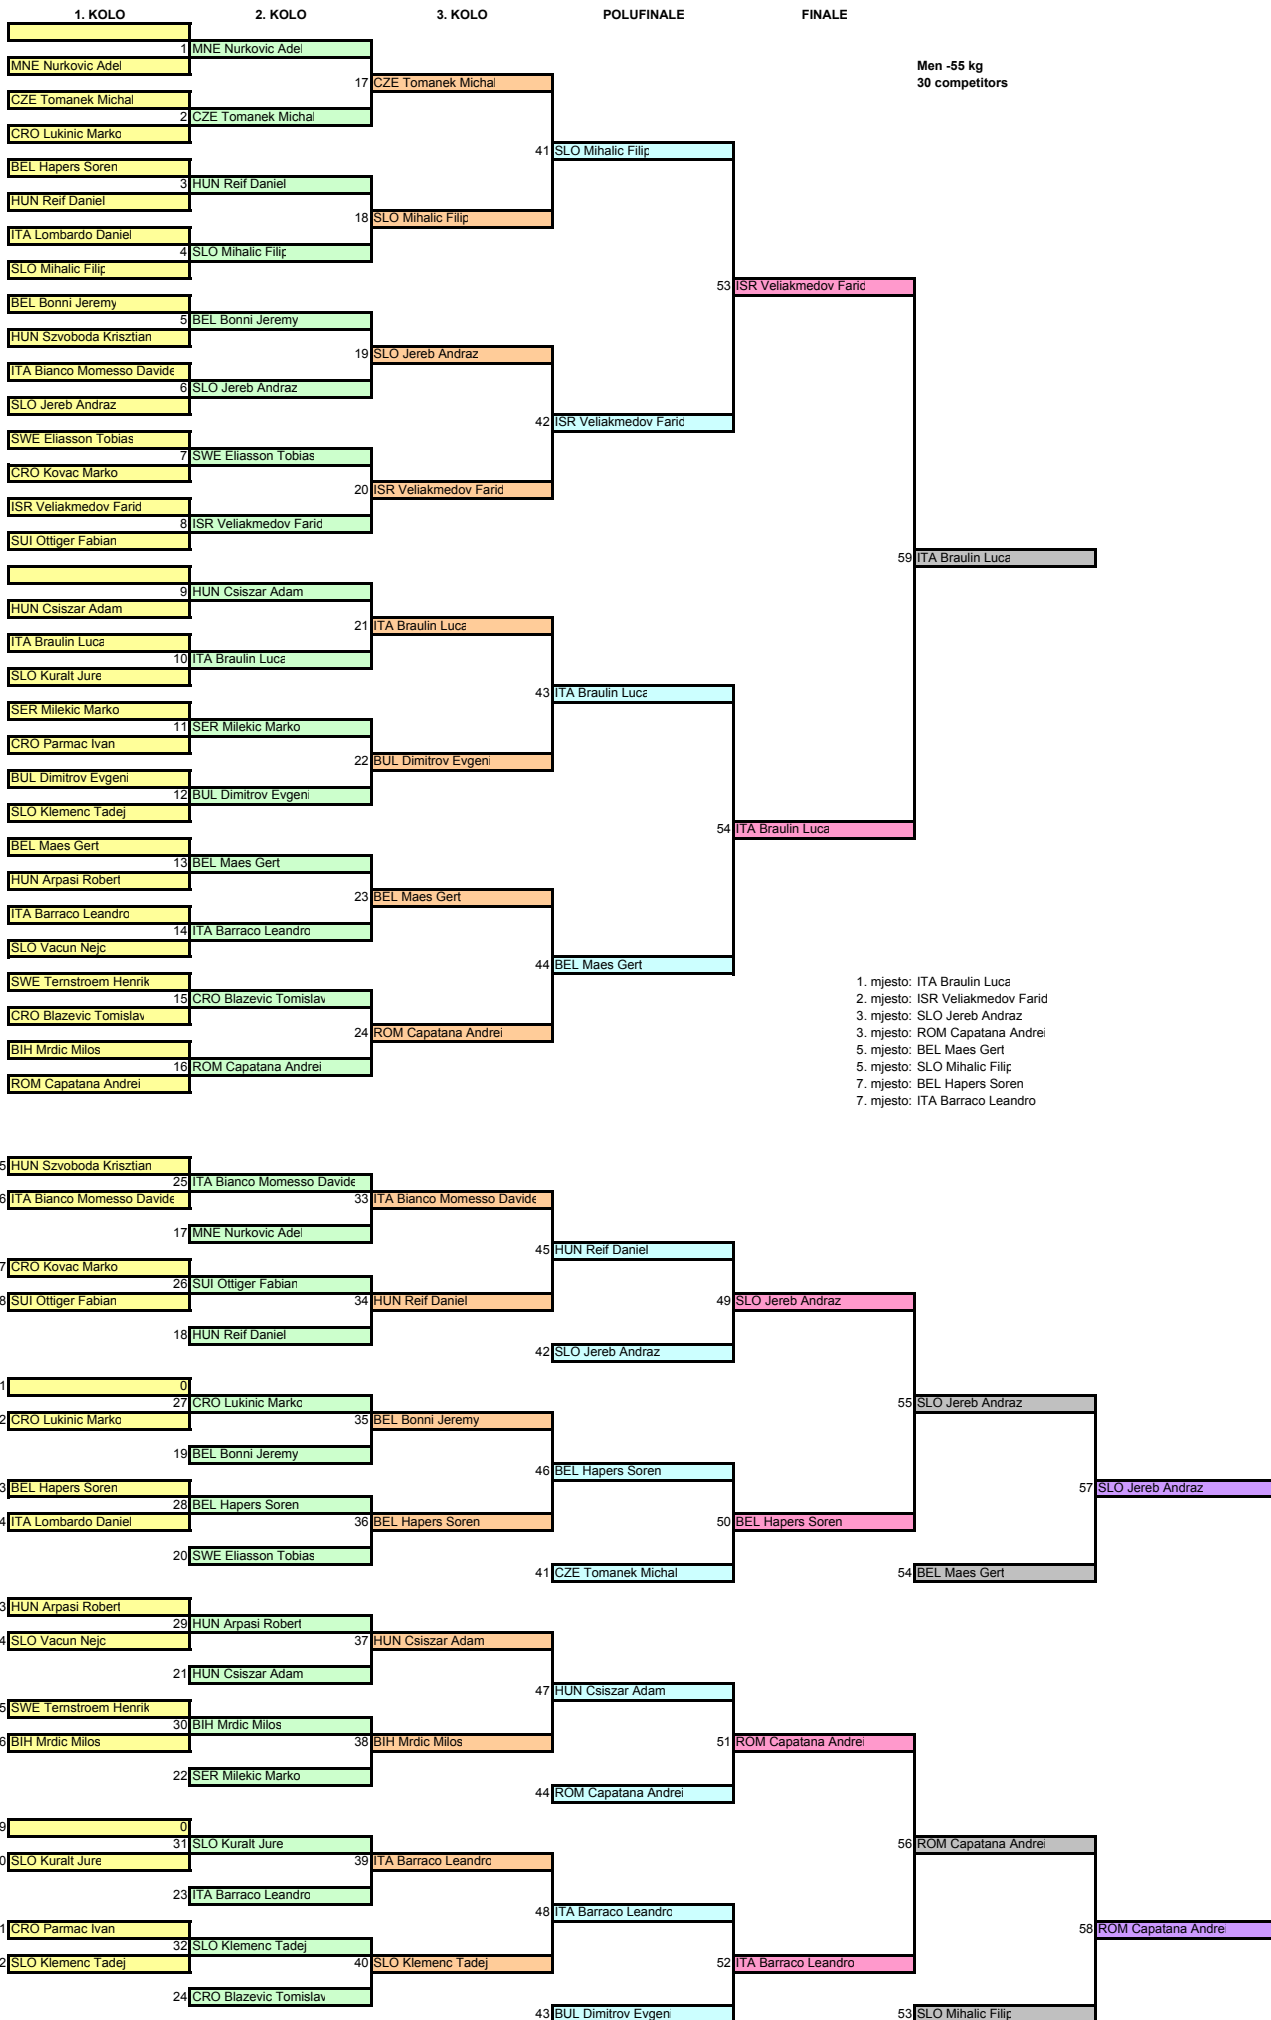 1. KOLO 2. KOLO 3. KOLO POLUFINALE FINALE
1 MNE Nurkovic Adel
MNE Nurkovic Adel
Men -55 kg
17 CZE Tomanek Michal
30 competitors
CZE Tomanek Michal
2 CZE Tomanek Michal
CRO Lukinic Marko
41 SLO Mihalic Filip
BEL Hapers Soren
3 HUN Reif Daniel
HUN Reif Daniel
18 SLO Mihalic Filip
ITA Lombardo Daniel
4 SLO Mihalic Filip
SLO Mihalic Filip
53 ISR Veliakmedov Farid
BEL Bonni Jeremy
5 BEL Bonni Jeremy
HUN Szvoboda Krisztian
19 SLO Jereb Andraz
ITA Bianco Momesso Davide
6 SLO Jereb Andraz
SLO Jereb Andraz
42 ISR Veliakmedov Farid
SWE Eliasson Tobias
7 SWE Eliasson Tobias
CRO Kovac Marko
20 ISR Veliakmedov Farid
ISR Veliakmedov Farid
8 ISR Veliakmedov Farid
SUI Ottiger Fabian
59 ITA Braulin Luca
9 HUN Csiszar Adam
HUN Csiszar Adam
21 ITA Braulin Luca
ITA Braulin Luca
10 ITA Braulin Luca
SLO Kuralt Jure
43 ITA Braulin Luca
SER Milekic Marko
11 SER Milekic Marko
CRO Parmac Ivan
22 BUL Dimitrov Evgeni
BUL Dimitrov Evgeni
12 BUL Dimitrov Evgeni
SLO Klemenc Tadej
54 ITA Braulin Luca
BEL Maes Gert
13 BEL Maes Gert
HUN Arpasi Robert
23 BEL Maes Gert
ITA Barraco Leandro
14 ITA Barraco Leandro
SLO Vacun Nejc
44 BEL Maes Gert
SWE Ternstroem Henrik
1. mjesto: ITA Braulin Luca
15 CRO Blazevic Tomislav
2. mjesto: ISR Veliakmedov Farid
CRO Blazevic Tomislav
3. mjesto: SLO Jereb Andraz
24 ROM Capatana Andrei
3. mjesto: ROM Capatana Andrei
BIH Mrdic Milos
5. mjesto: BEL Maes Gert
16 ROM Capatana Andrei
5. mjesto: SLO Mihalic Filip
ROM Capatana Andrei
7. mjesto: BEL Hapers Soren
7. mjesto: ITA Barraco Leandro
5 HUN Szvoboda Krisztian
25 ITA Bianco Momesso Davide
6 ITA Bianco Momesso Davide 33 ITA Bianco Momesso Davide
17 MNE Nurkovic Adel
45 HUN Reif Daniel
7 CRO Kovac Marko
26 SUI Ottiger Fabian
8 SUI Ottiger Fabian 34 HUN Reif Daniel 49 SLO Jereb Andraz
18 HUN Reif Daniel
42 SLO Jereb Andraz
1 0
27 CRO Lukinic Marko 55 SLO Jereb Andraz
2 CRO Lukinic Marko 35 BEL Bonni Jeremy
19 BEL Bonni Jeremy
46 BEL Hapers Soren
3 BEL Hapers Soren 57 SLO Jereb Andraz
28 BEL Hapers Soren
4 ITA Lombardo Daniel 36 BEL Hapers Soren 50 BEL Hapers Soren
20 SWE Eliasson Tobias
41 CZE Tomanek Michal 54 BEL Maes Gert
3 HUN Arpasi Robert
29 HUN Arpasi Robert
4 SLO Vacun Nejc 37 HUN Csiszar Adam
21 HUN Csiszar Adam
47 HUN Csiszar Adam
5 SWE Ternstroem Henrik
30 BIH Mrdic Milos
6 BIH Mrdic Milos 38 BIH Mrdic Milos 51 ROM Capatana Andrei
22 SER Milekic Marko
44 ROM Capatana Andrei
9 0
31 SLO Kuralt Jure 56 ROM Capatana Andrei
0 SLO Kuralt Jure 39 ITA Barraco Leandro
23 ITA Barraco Leandro
48 ITA Barraco Leandro
1 CRO Parmac Ivan 58 ROM Capatana Andrei
32 SLO Klemenc Tadej
2 SLO Klemenc Tadej 40 SLO Klemenc Tadej 52 ITA Barraco Leandro
24 CRO Blazevic Tomislav
43 BUL Dimitrov Evgeni 53 SLO Mihalic Filip